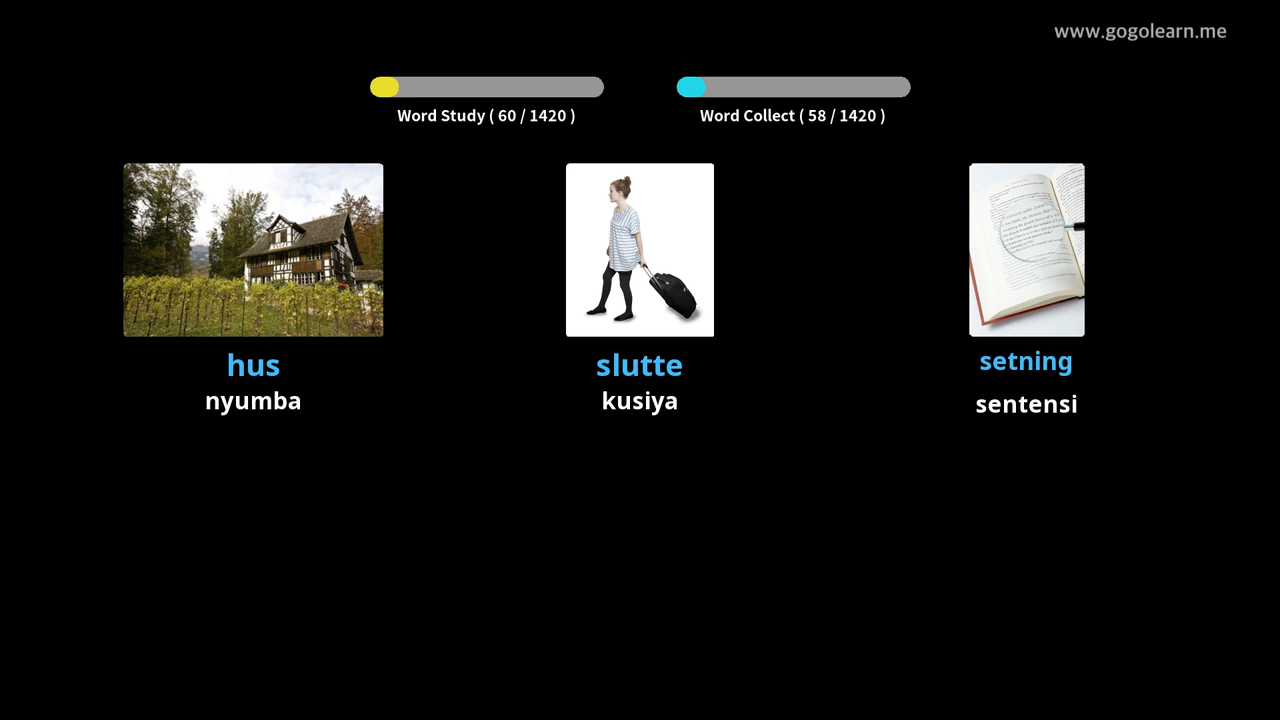 www.gogolearn.me
Word Study ( 60 / 1420 )
Word Collect ( 58 / 1420 )
hus
nyumba
slutte
kusiya
setning
sentensi